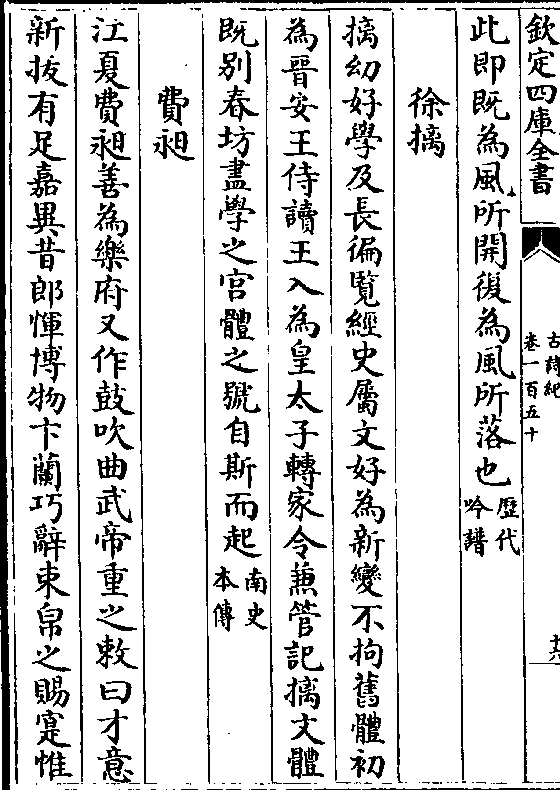 欽定四庫全書
古詩紀
卷一百五十
此即既為風所開復為風所落也歷代吟譜
徐摛
摛幼好學及長徧覽經史屬文好為新變不拘舊體初
為晉安王侍讀王入為皇太子轉家令兼管記摛文體
既別春坊盡學之宮體之號自斯而起南史本傳
費昶
江夏費昶善為樂府又作鼓吹曲武帝重之敕曰才意
新拔有足嘉異昔郎惲博物卞蘭巧辭束帛之賜寔惟